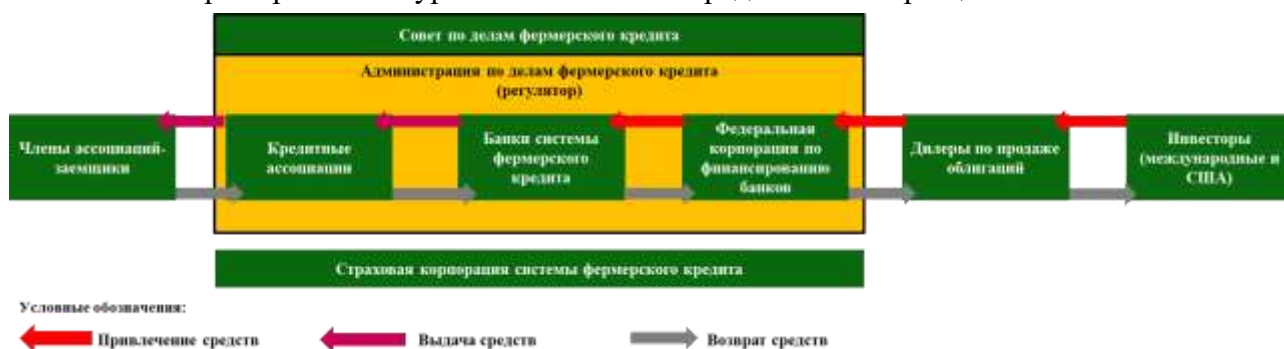 Совет по делам фермерского кредита
Администрация по делам фермерского кредита
(регулятор)
Члены ассоциаций-
заемщики
Кредитные
ассоциации
Банки системы
фермерского
кредита
Федеральная
корпорация по
финансированию
банков
Дилеры по продаже
облигаций
Инвесторы
(международные и
США)
Страховая корпорация системы фермерского кредита
Условные обозначения:
Привлечение средств
Выдача средств
Возврат средств